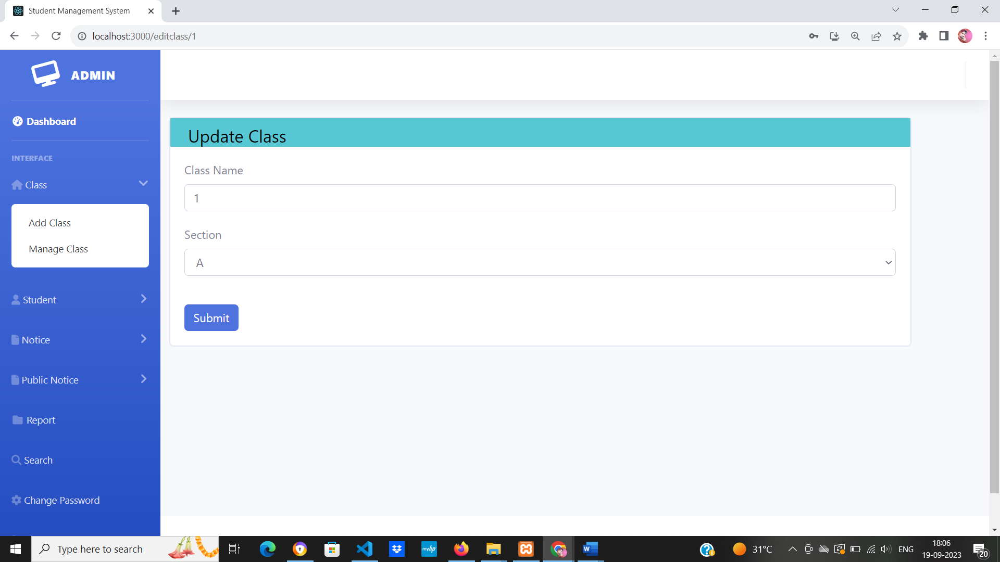 Student Management System
localhost:3000/editclass/1
ADMIN
Dashboard
INTERFACE
Class
Add Class
Manage Class
Student
Notice
Public Notice
Report
Search
Change Password
Update Class
Class Name
1
Section
A
Submit
Type here to search
myhp
W
31°C
ENG
18:06
19-09-2023
20